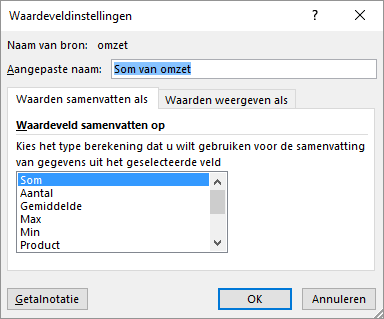 Waardeveldinstellingen ? ×
Naam van bron: omzet
Aangepaste naam: Som van omzet
Waarden samenvatten als Waarden weergeven als
Waardeveld samenvatten op
Kies het type berekening dat u wilt gebruiken voor de samenvatting
van gegevens uit het geselecteerde veld
Som
Aantal
Gemiddelde
Max
Min
Product
Getalnotatie OK Annuleren